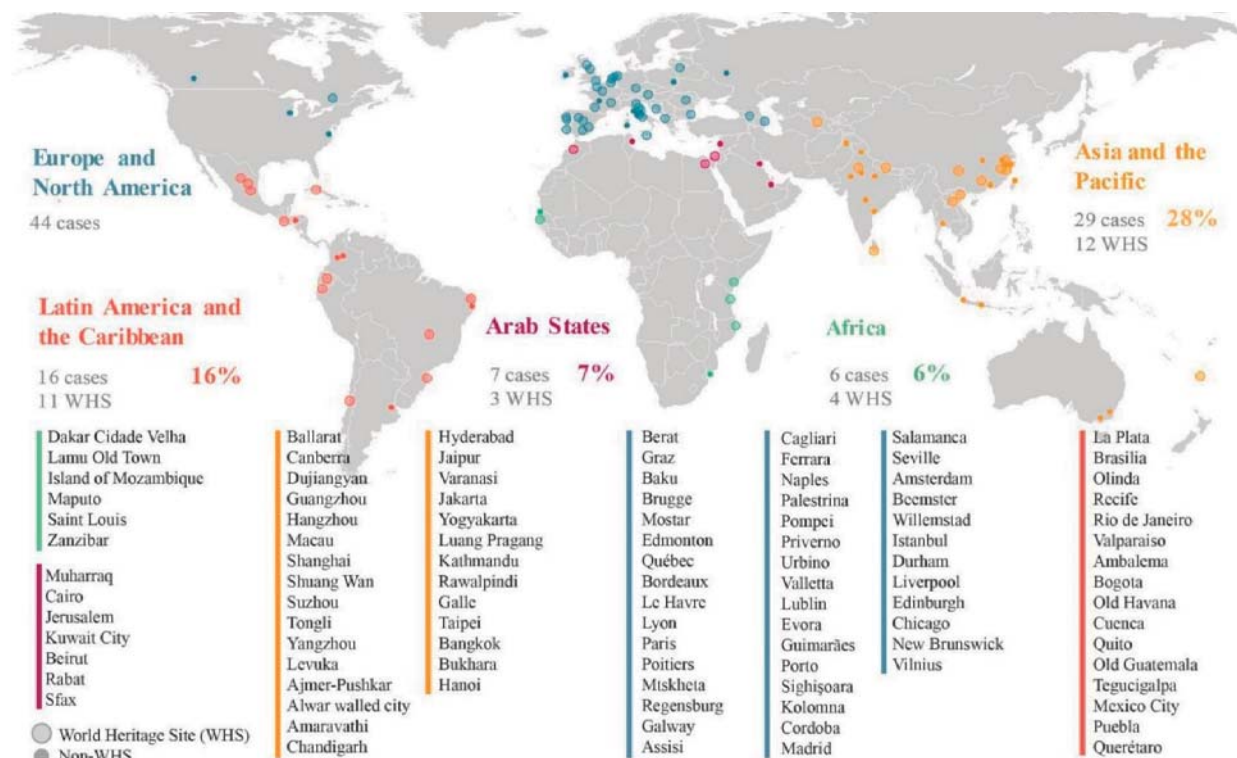 Europe and
North America
44 cases
Asia and the
Pacific
29 cases 28%
12 WHS
Latin America and
the Caribbean
16 cases 16%
11 WHS
Arab States
7 cases 7%
3 WHS
Africa
6 cases 6%
4 WHS
Dakar Cidade Velha
Lamu Old Town
Island of Mozambique
Maputo
Saint Louis
Zanzibar
Muharraq
Cairo
Jerusalem
Kuwait City
Beirut
Rabat
Sfax
World Heritage Site (WHS)
Non-WHS
Ballarat
Canberra
Dujiangyan
Guangzhou
Hangzhou
Macau
Shanghai
Shuang Wan
Suzhou
Tongli
Yangzhou
Levuka
Ajmer-Pushkar
Alwar walled city
Amaravathi
Chandigarh
Hyderabad
Jaipur
Varanasi
Jakarta
Yogyakarta
Luang Pragang
Kathmandu
Rawalpindi
Galle
Taipei
Bangkok
Bukhara
Hanoi
Berat
Graz
Baku
Brugge
Mostar
Edmonton
Québec
Bordeaux
Le Havre
Lyon
Paris
Poitiers
Mtskheta
Regensburg
Galway
Assisi
Cagliari
Ferrara
Naples
Palestrina
Pompei
Priverno
Urbino
Valletta
Lublin
Evora
Guimarães
Porto
Sighişoara
Kolomna
Cordoba
Madrid
Salamanca
Seville
Amsterdam
Beemster
Willemstad
Istanbul
Durham
Liverpool
Edinburgh
Chicago
New Brunswick
Vilnius
La Plata
Brasilia
Olinda
Recife
Rio de Janeiro
Valparaiso
Ambalema
Bogota
Old Havana
Cuenca
Quito
Old Guatemala
Tegucigalpa
Mexico City
Puebla
Querétaro